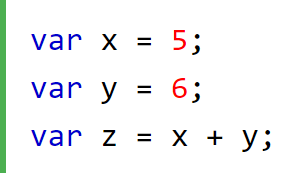 var x = 5;
var y = 6;
var z = x + y;